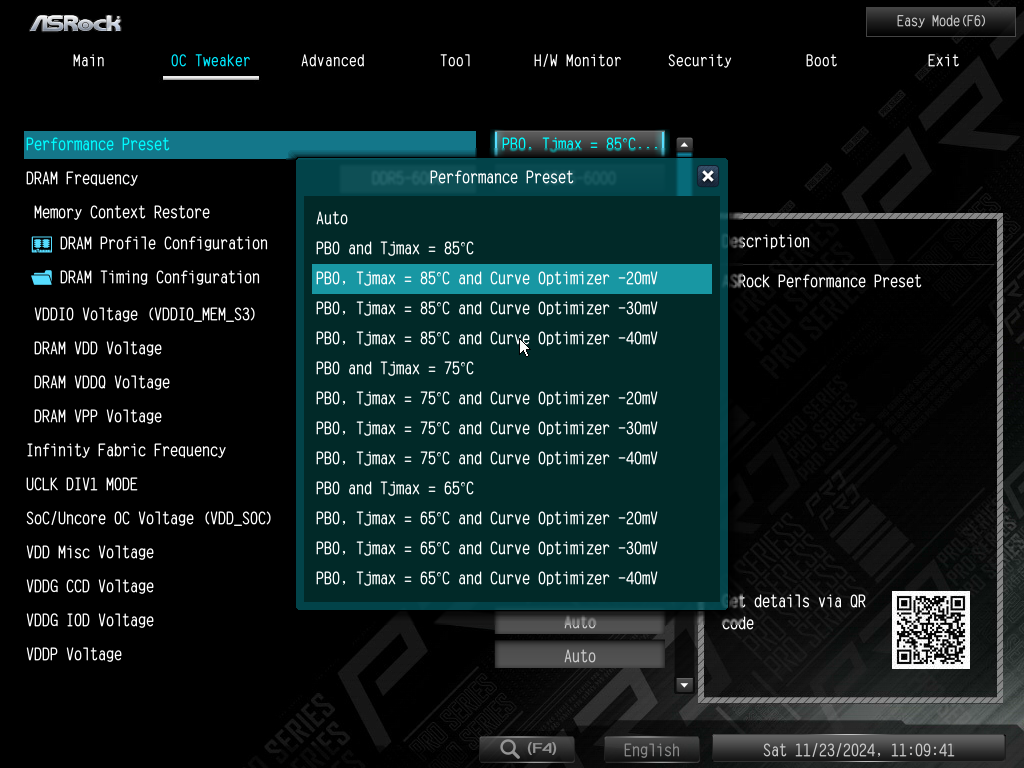 ASRock
Easy Mode(F6)
Main OC Tweaker Advanced Tool H/W Monitor Security Boot Exit
Performance Preset PBO, Tjmax = 85°C...
DRAM Frequency
Memory Context Restore
DRAM Profile Configuration
DRAM Timing Configuration
VDDIO Voltage (VDDIO_MEM_S3)
DRAM VDD Voltage
DRAM VDDQ Voltage
DRAM VPP Voltage
Infinity Fabric Frequency
UCLK DIV1 MODE
SoC/Uncore OC Voltage (VDD_SOC)
VDD Misc Voltage
VDDG CCD Voltage
VDDG IOD Voltage Auto
VDDP Voltage Auto
Performance Preset
Auto
PBO and Tjmax = 85°C
PBO, Tjmax = 85°C and Curve Optimizer -20mV
PBO, Tjmax = 85°C and Curve Optimizer -30mV
PBO, Tjmax = 85°C and Curve Optimizer -40mV
PBO and Tjmax = 75°C
PBO, Tjmax = 75°C and Curve Optimizer -20mV
PBO, Tjmax = 75°C and Curve Optimizer -30mV
PBO, Tjmax = 75°C and Curve Optimizer -40mV
PBO and Tjmax = 65°C
PBO, Tjmax = 65°C and Curve Optimizer -20mV
PBO, Tjmax = 65°C and Curve Optimizer -30mV
PBO, Tjmax = 65°C and Curve Optimizer -40mV
Description
ASRock Performance Preset
Get details via QR
code
(F4) English Sat 11/23/2024, 11:09:41